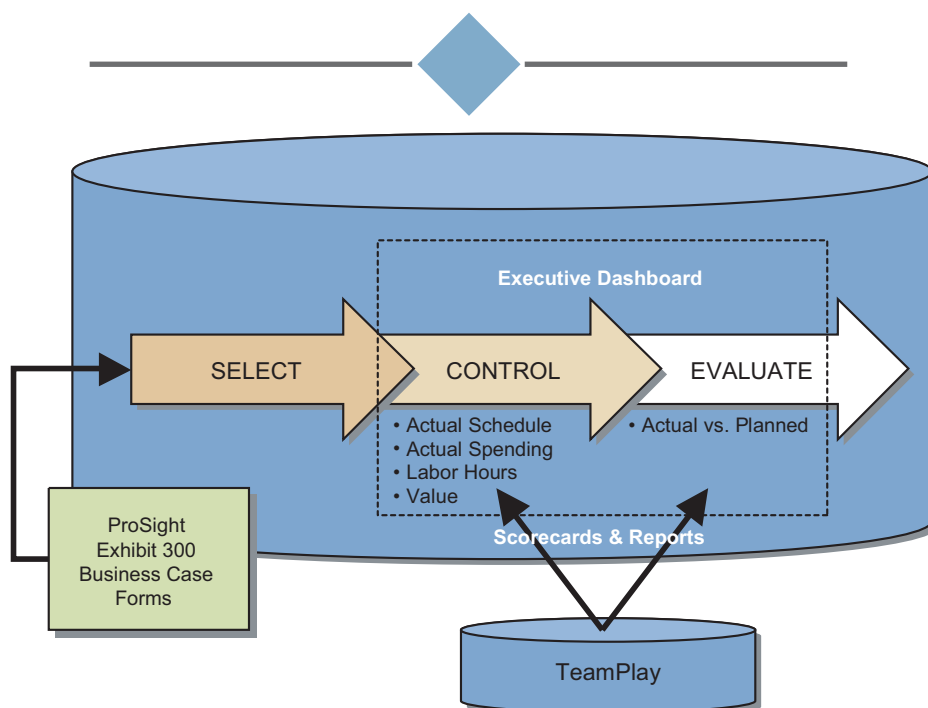 Executive Dashboard
SELECT
CONTROL
EVALUATE
• Actual Schedule
• Actual Spending
• Labor Hours
• Value
• Actual vs. Planned
ProSight
Exhibit 300
Business Case
Forms
Scorecards & Reports
TeamPlay